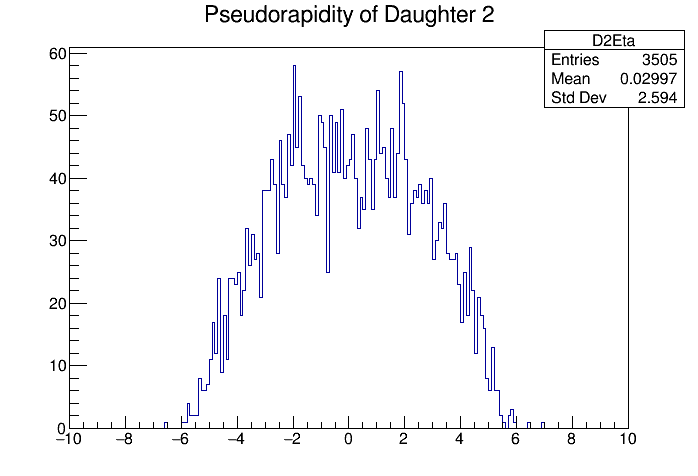 Pseudorapidity of Daughter 2
D2Eta
Entries 3505
Mean 0.02997
Std Dev 2.594
60
50
40
30
20
10
0
−10 −8 −6 −4 −2 0 2 4 6 8 10